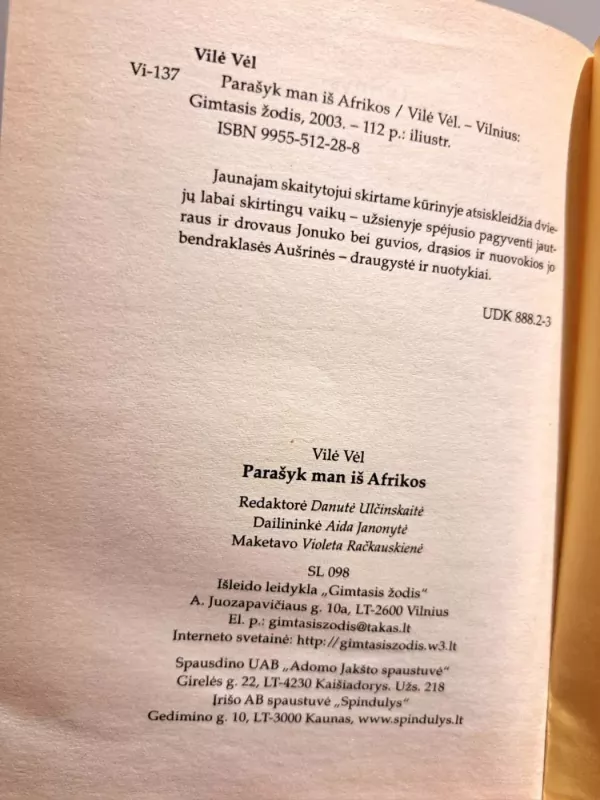 Vilė Vėl
Vi-137
Parašyk man iš Afrikos / Vilė Vėl. – Vilnius:
Gimtasis žodis, 2003. – 112 p.: iliustr.
ISBN 9955-512-28-8
Jaunajam skaitytojui skirtame kūrinyje atsiskleidžia dvie-
jų labai skirtingų vaikų – užsienyje spėjusio pagyventi jaut-
raus ir drovaus Jonuko bei guvios, drąsios ir nuovokios jo
bendraklasės Aušrinės – draugystė ir nuotykiai.
UDK 888.2-3
Vilė Vėl
Parašyk man iš Afrikos
Redaktorė Danutė Ulčinskaitė
Dailininkė Aida Janonytė
Maketavo Violeta Račkauskienė
SL 098
Išleido leidykla „Gimtasis žodis“
A. Juozapavičiaus g. 10a, LT-2600 Vilnius
El. p.: gimtasiszodis@takas.lt
Interneto svetainė: http://gimtasiszodis.w3.lt
Spausdino UAB „Adomo Jakšto spaustuvė“
Girelės g. 22, LT-4230 Kaišiadorys. Užs. 218
Įrišo AB spaustuvė „Spindulys“
Gedimino g. 10, LT-3000 Kaunas, www.spindulys.lt